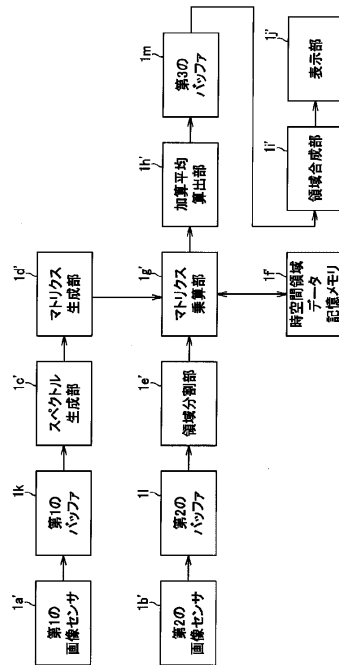 1a'
第1の
画像センサ
1k
第1の
バッファ
1c'
スペクトル
生成部
1d'
マトリクス
生成部
1b'
第2の
画像センサ
1l
第2の
バッファ
1e'
領域分割部
1g'
マトリクス
乗算部
1f'
時空間領域
データ
記憶メモリ
1h'
加算平均
算出部
1m
第3の
バッファ
1i'
領域合成部
1j'
表示部